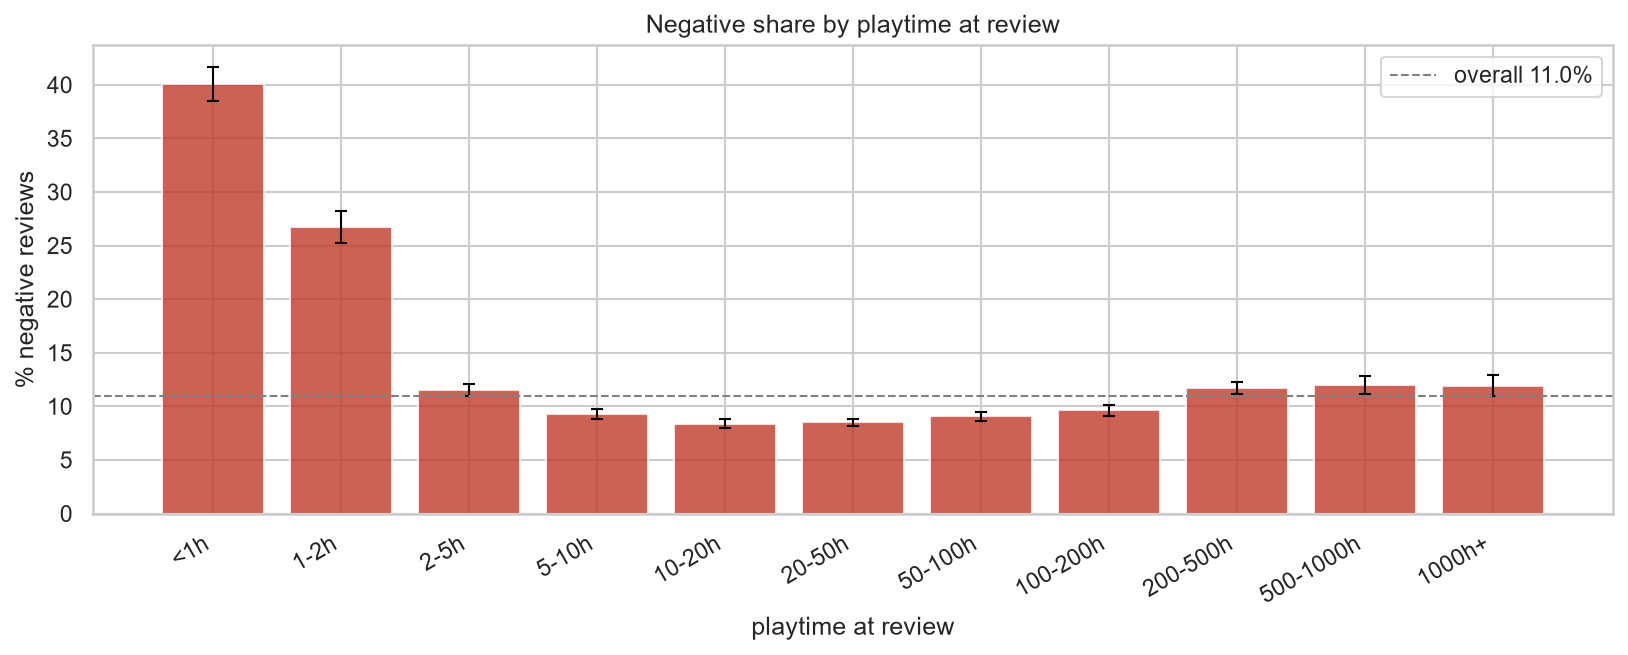 Negative share by playtime at review
overall 11.0%
% negative reviews
40
35
30
25
20
15
10
5
0
<1h
1-2h
2-5h
5-10h
10-20h
20-50h
50-100h
100-200h
200-500h
500-1000h
1000h+
playtime at review